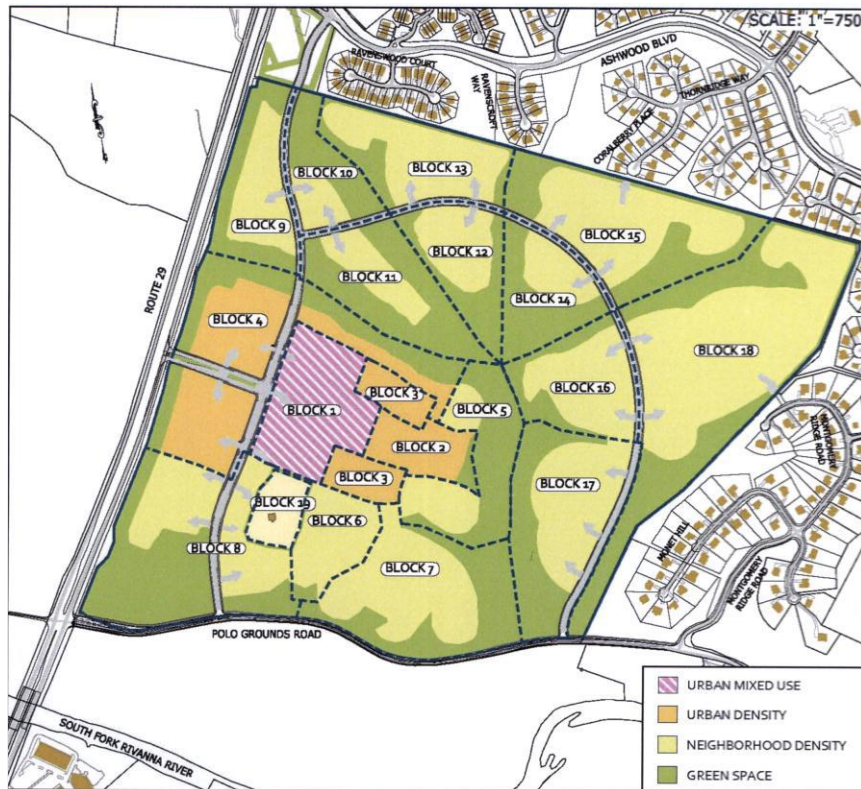 SCALE: 1"=750
ASHWOOD BLVD
RAVENSWOOD COURT
RAVENSCROFT
WAY
THORNRIDGE WAY
CORALBERRY PLACE
BLOCK 13
BLOCK 10
BLOCK 15
BLOCK 9
BLOCK 12
BLOCK 11
BLOCK 14
ROUTE 29
BLOCK 4
BLOCK 18
BLOCK 3
BLOCK 16
BLOCK 1
BLOCK 5
BLOCK 2
BLOCK 3
BLOCK 17
BLOCK 19
BLOCK 6
BLOCK 8
BLOCK 7
MONTGOMERY
RIDGE ROAD
MONET HILL
MONTGOMERY
RIDGE ROAD
POLO GROUNDS ROAD
SOUTH FORK RIVANNA RIVER
URBAN MIXED USE
URBAN DENSITY
NEIGHBORHOOD DENSITY
GREEN SPACE